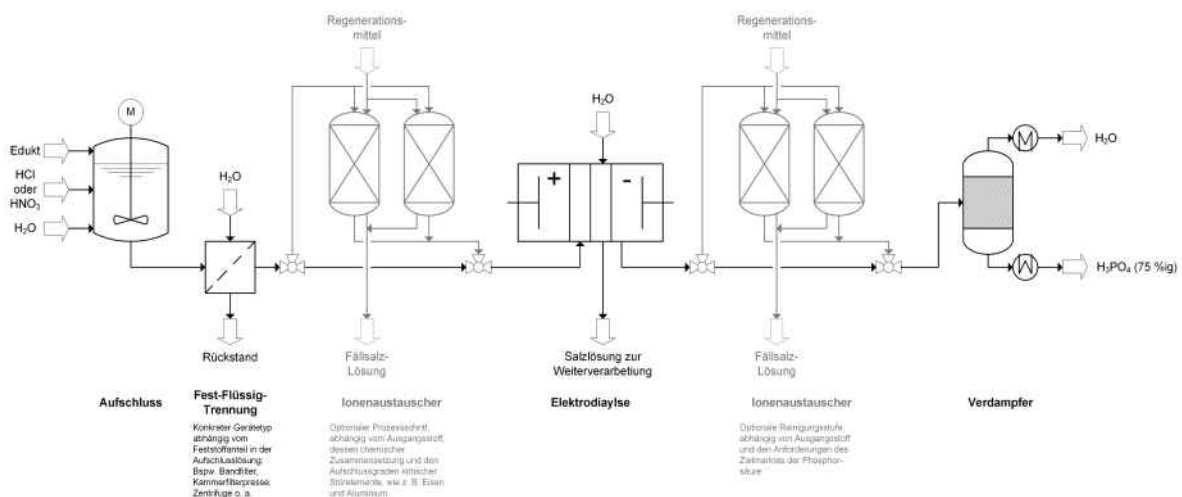 Regenerations-
mittel
Regenerations-
mittel
M
H₂O
Edukt
HCl
oder
HNO₃
H₂O
H₂O
+
-
H₂O
H₃PO₄ (75 %ig)
Rückstand
Fällsalz-
Lösung
Salzlösung zur
Weiterverarbetiung
Fällsalz-
Lösung
Aufschluss
Fest-Flüssig-
Trennung
Ionenaustauscher
Elektrodiaylse
Ionenaustauscher
Verdampfer
Konkreter Gerätetyp
abhängig vom
Feststoffanteil in der
Aufschlusslösung:
Bspw. Bandfilter,
Kammerfilterpresse,
Zentrifuge o. ä.
Optionaler Prozessschritt,
abhängig vom Ausgangsstoff,
dessen chemischer
Zusammensetzung und den
Aufschlussgraden kritischer
Störelemente, wie z. B. Eisen
und Aluminium
Optionale Reinigungsstufe
abhängig von Ausgangsstoff
und den Anforderungen des
Zielmarktes der Phosphor-
säure